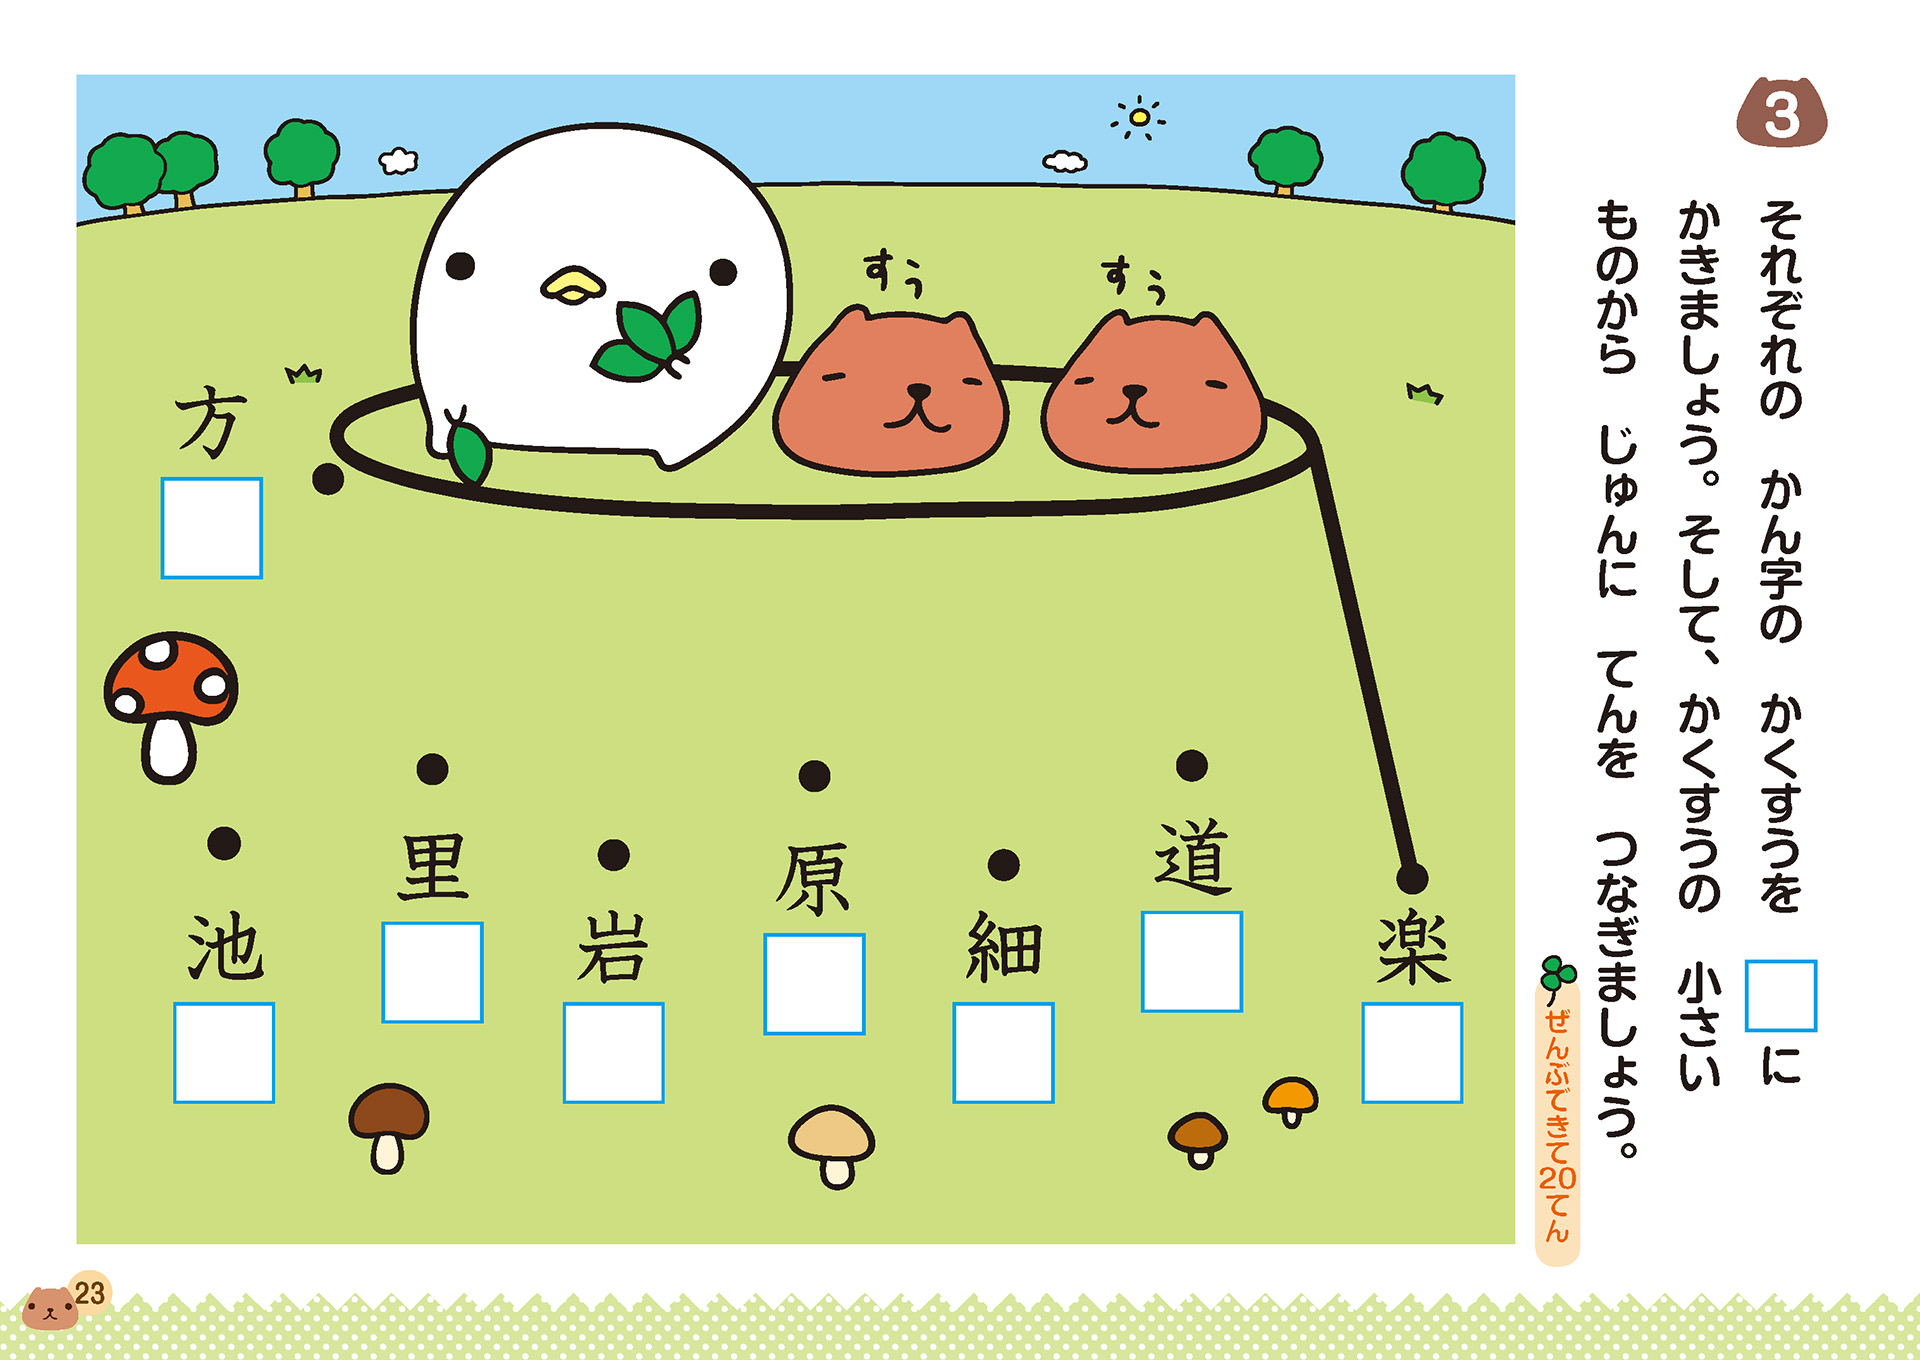 3
それぞれの かん字の かくすうを □に
かきましょう。そして、かくすうの 小さい
ものから じゅんに てんを つなぎましょう。
ぜんぶできて20てん
すぅ
すぅ
楽
道
細
原
岩
里
池
方
23